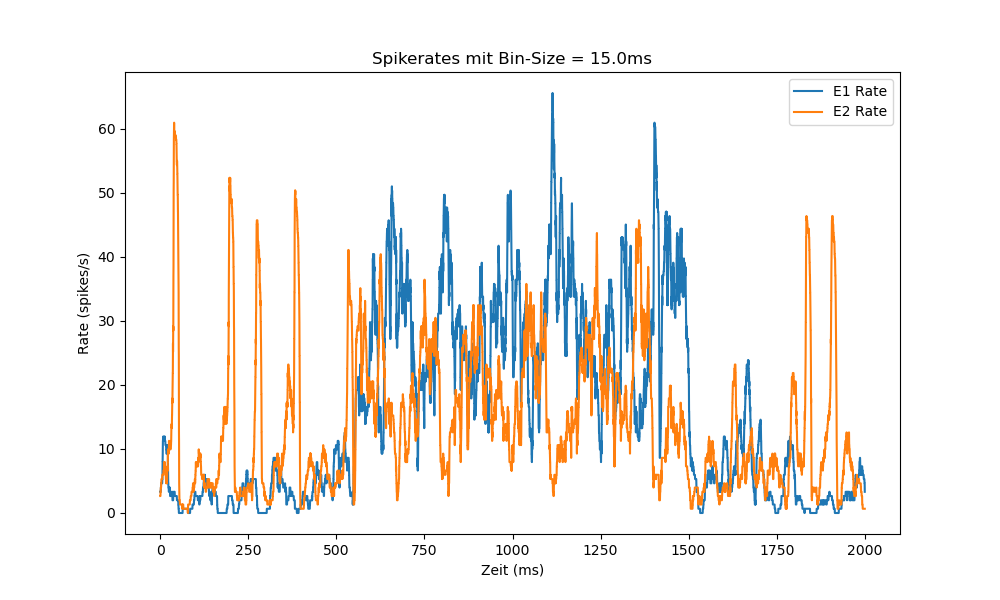 Spikerates mit Bin-Size = 15.0ms
E1 Rate
E2 Rate
60
50
40
30
20
10
0
Rate (spikes/s)
0 250 500 750 1000 1250 1500 1750 2000
Zeit (ms)